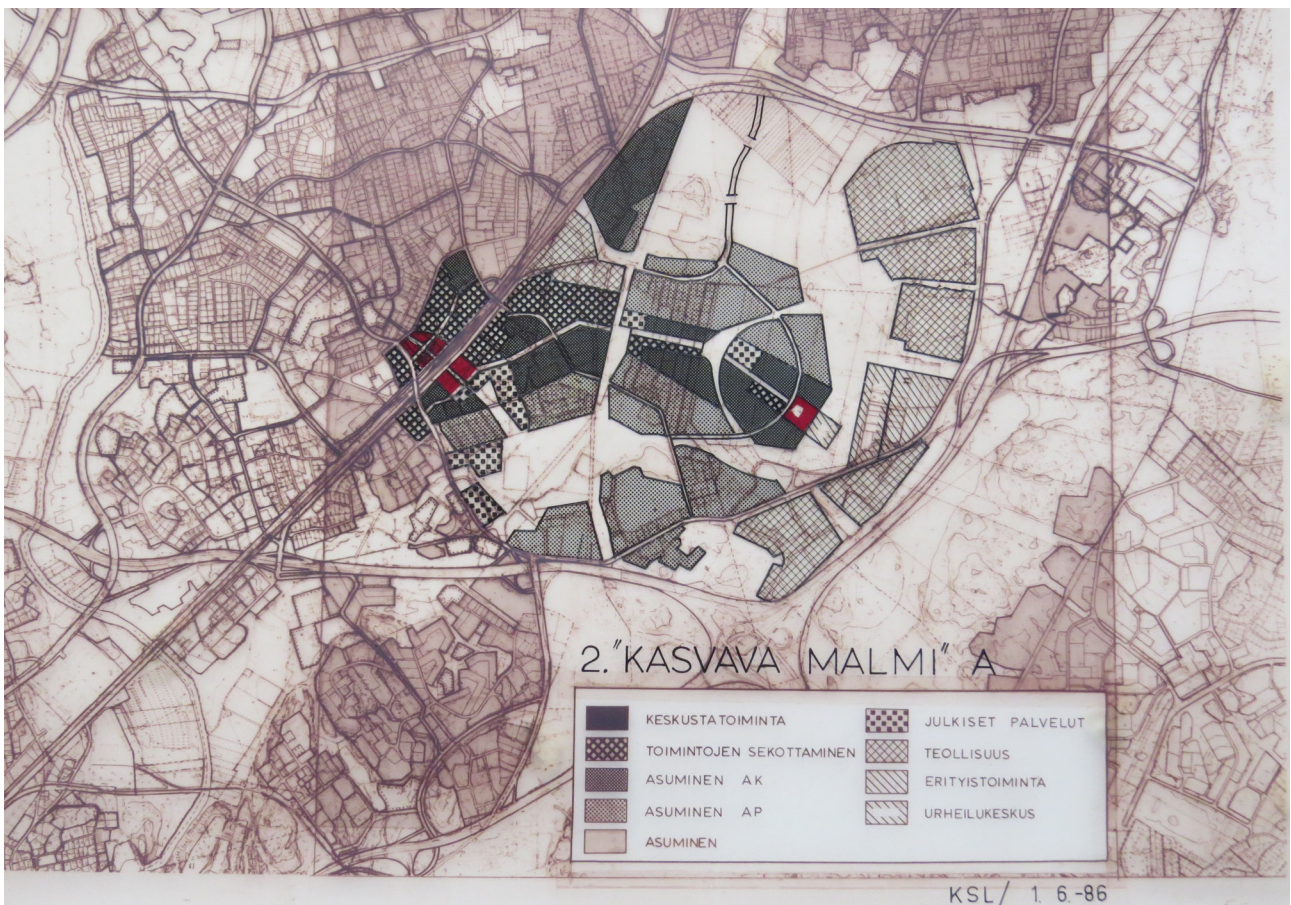 2. "KASVAVA MALMI" A
KESKUSTATOIMINTA
TOIMINTOJEN SEKOTTAMINEN
ASUMINEN AK
ASUMINEN AP
ASUMINEN
JULKISET PALVELUT
TEOLLISUUS
ERITYISTOIMINTA
URHEILUKESKUS
KSL/ 1. 6.-86